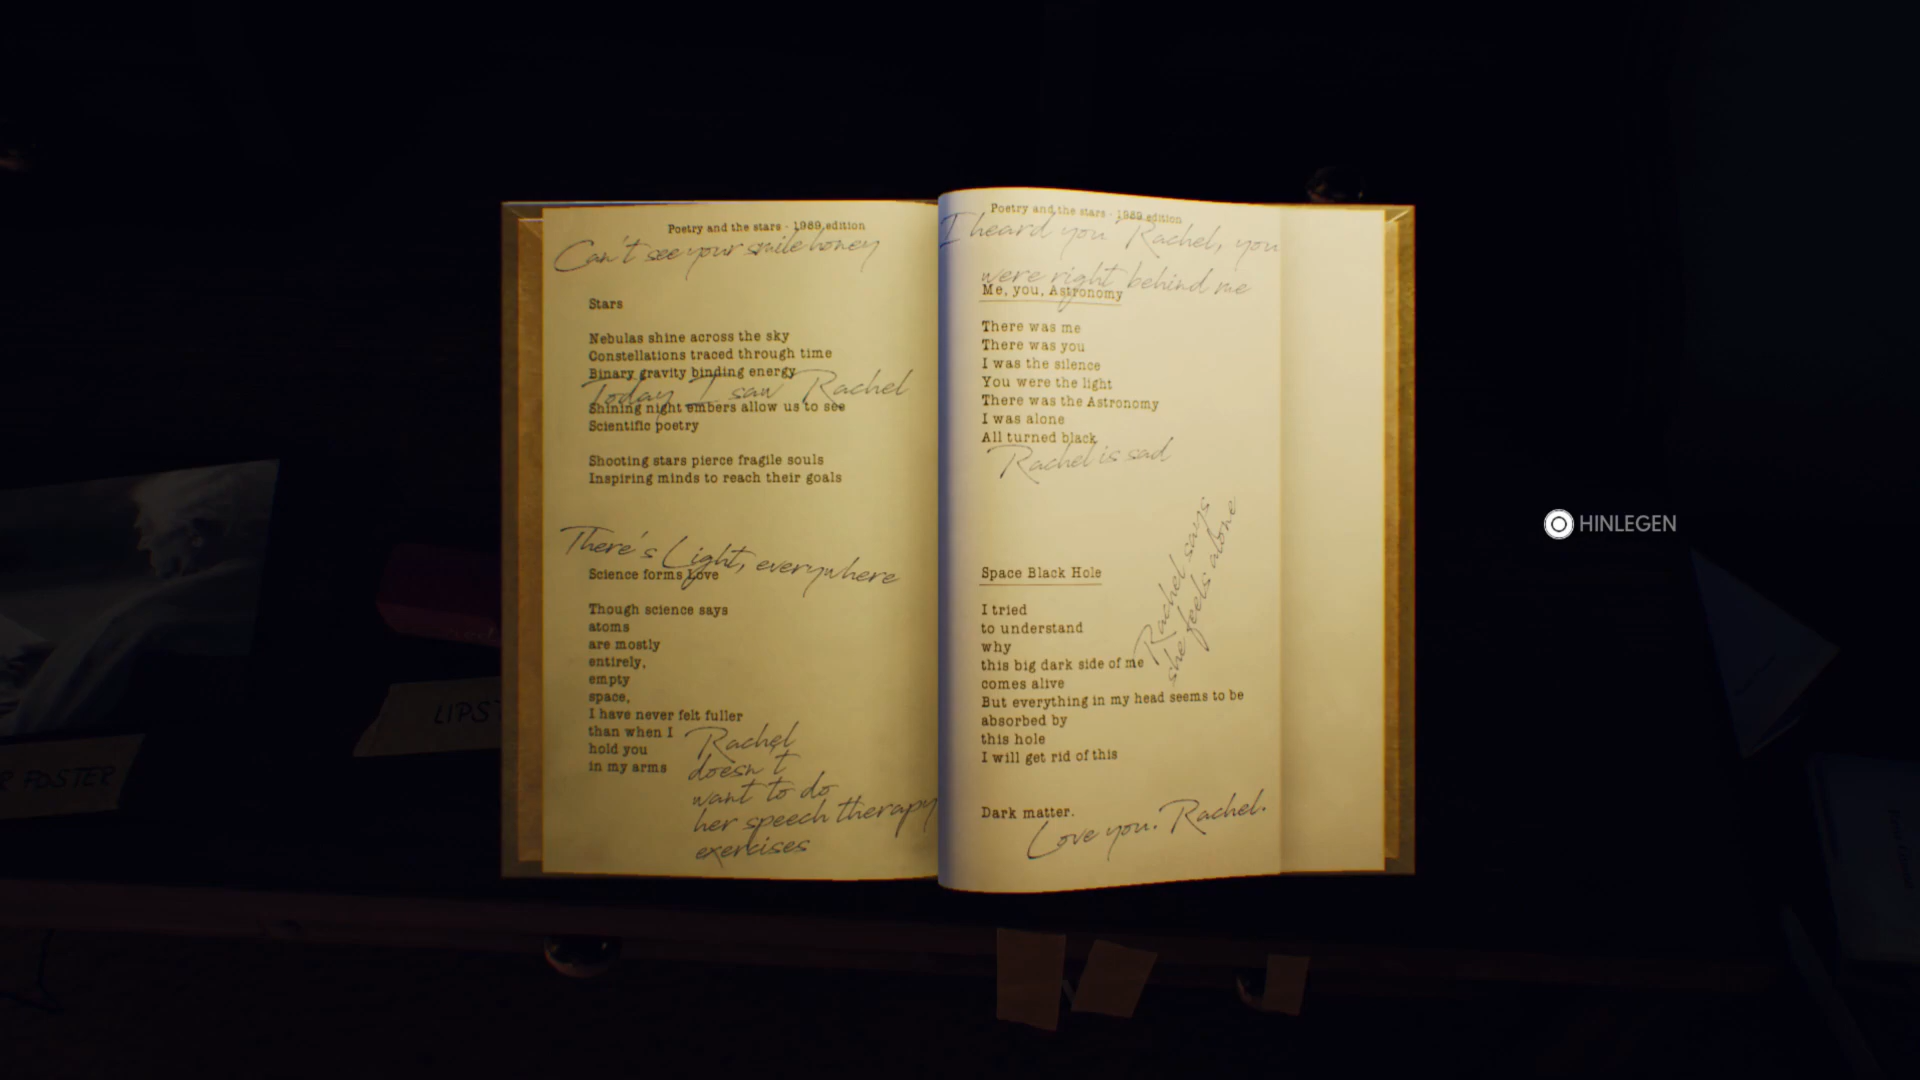 Poetry and the stars - 1989 edition
Can't see your smile honey
Stars
Nebulas shine across the sky
Constellations traced through time
Binary gravity binding energy
Today I saw Rachel
Shining night embers allow us to see
Scientific poetry
Shooting stars pierce fragile souls
Inspiring minds to reach their goals
There's Light, everywhere
Science forms Love
Though science says
atoms
are mostly
entirely,
empty
space,
I have never felt fuller
than when I
hold you
in my arms
Rachel
doesn't
want to do
her speech therapy
exercises
Poetry and the stars - 1989 edition
I heard you Rachel, you
were right behind me
Me, you, Astronomy
There was me
There was you
I was the silence
You were the light
There was the Astronomy
I was alone
All turned black
Rachel is sad
Rachel says
she feels alone
Space Black Hole
I tried
to understand
why
this big dark side of me
comes alive
But everything in my head seems to be
absorbed by
this hole
I will get rid of this
Dark matter.
Love you. Rachel.
HINLEGEN
LIPST
R FOSTER